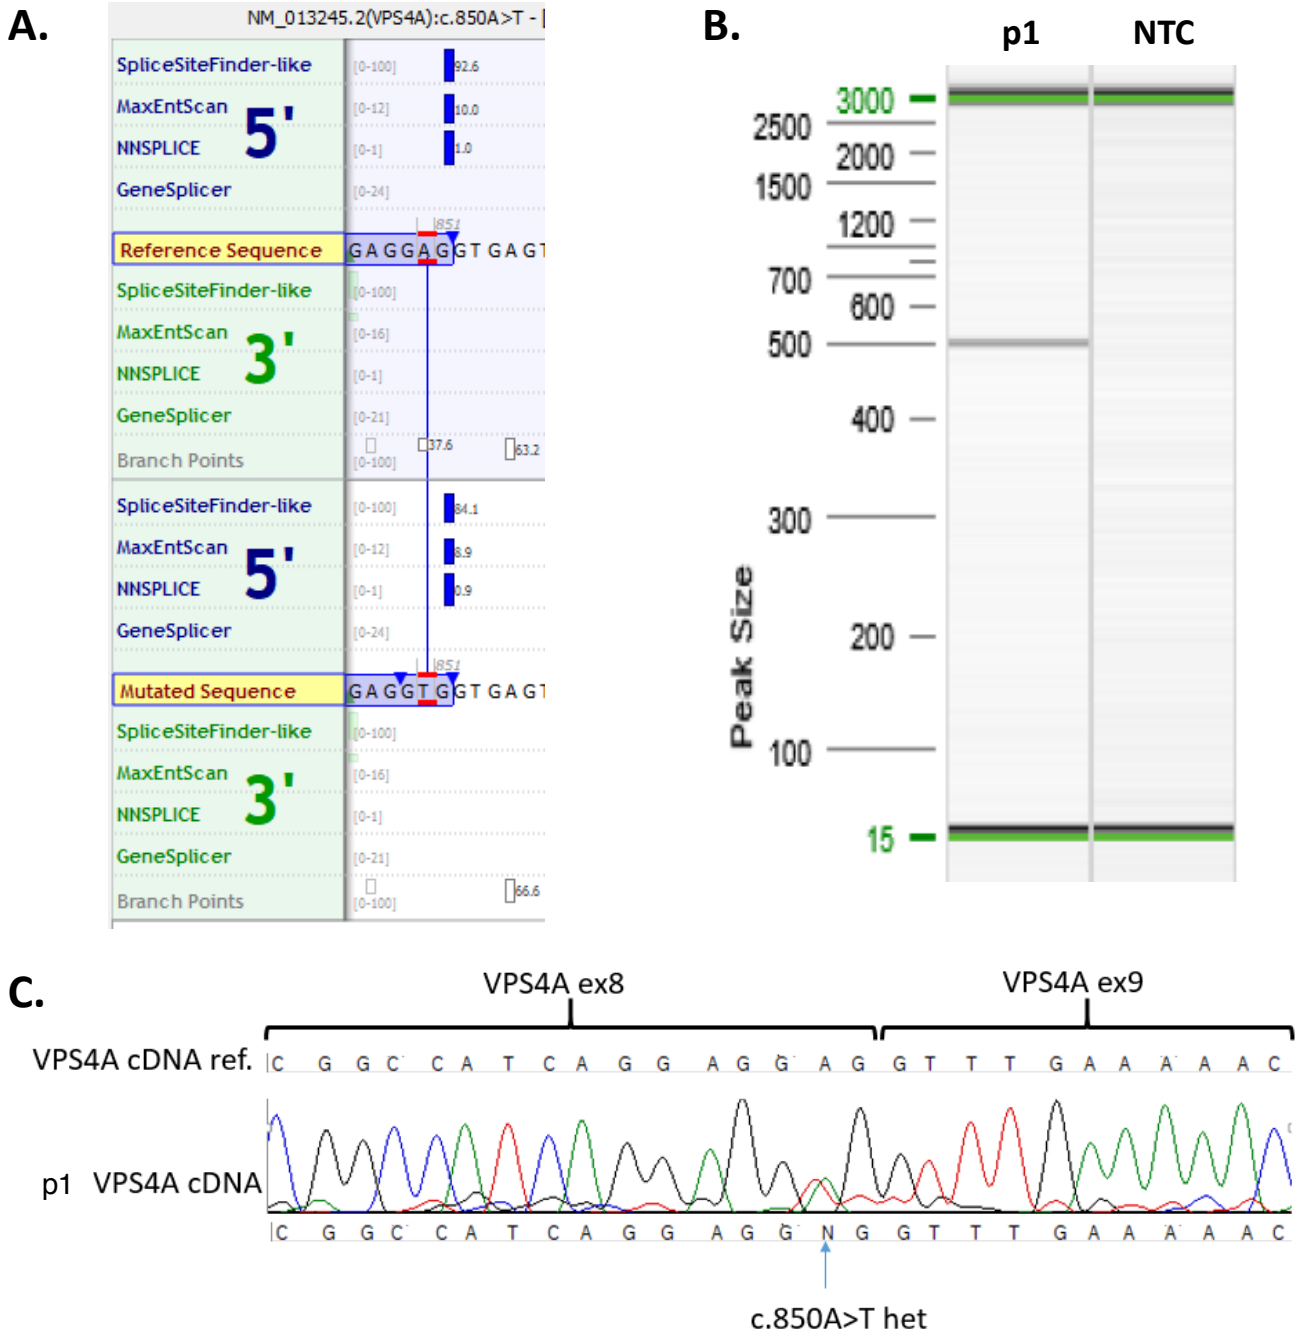 A.
NM_013245.2(VPS4A):c.850A>T - [
SpliceSiteFinder-like [0-100] 92.6
MaxEntScan [0-12] 10.0
5'
NNSPLICE [0-1] 1.0
GeneSplicer [0-24]
851
Reference Sequence GAGGAGGTGAGT
SpliceSiteFinder-like [0-100]
MaxEntScan [0-16]
3'
NNSPLICE [0-1]
GeneSplicer [0-21]
Branch Points [0-100] 37.6 63.2
SpliceSiteFinder-like [0-100] 84.1
MaxEntScan [0-12] 8.9
5'
NNSPLICE [0-1] 0.9
GeneSplicer [0-24]
851
Mutated Sequence GAGGTGGTGAGT
SpliceSiteFinder-like [0-100]
MaxEntScan [0-16]
3'
NNSPLICE [0-1]
GeneSplicer [0-21]
Branch Points [0-100] 66.6
B.
p1 NTC
3000
2500
2000
1500
1200
700
600
500
400
300
200
100
15
Peak Size
C.
VPS4A ex8 VPS4A ex9
VPS4A cDNA ref. C G G C C A T C A G G A G G A G G T T T G A A A A A C
p1 VPS4A cDNA
C G G C C A T C A G G A G G N G G T T T G A A A A A C
c.850A>T het